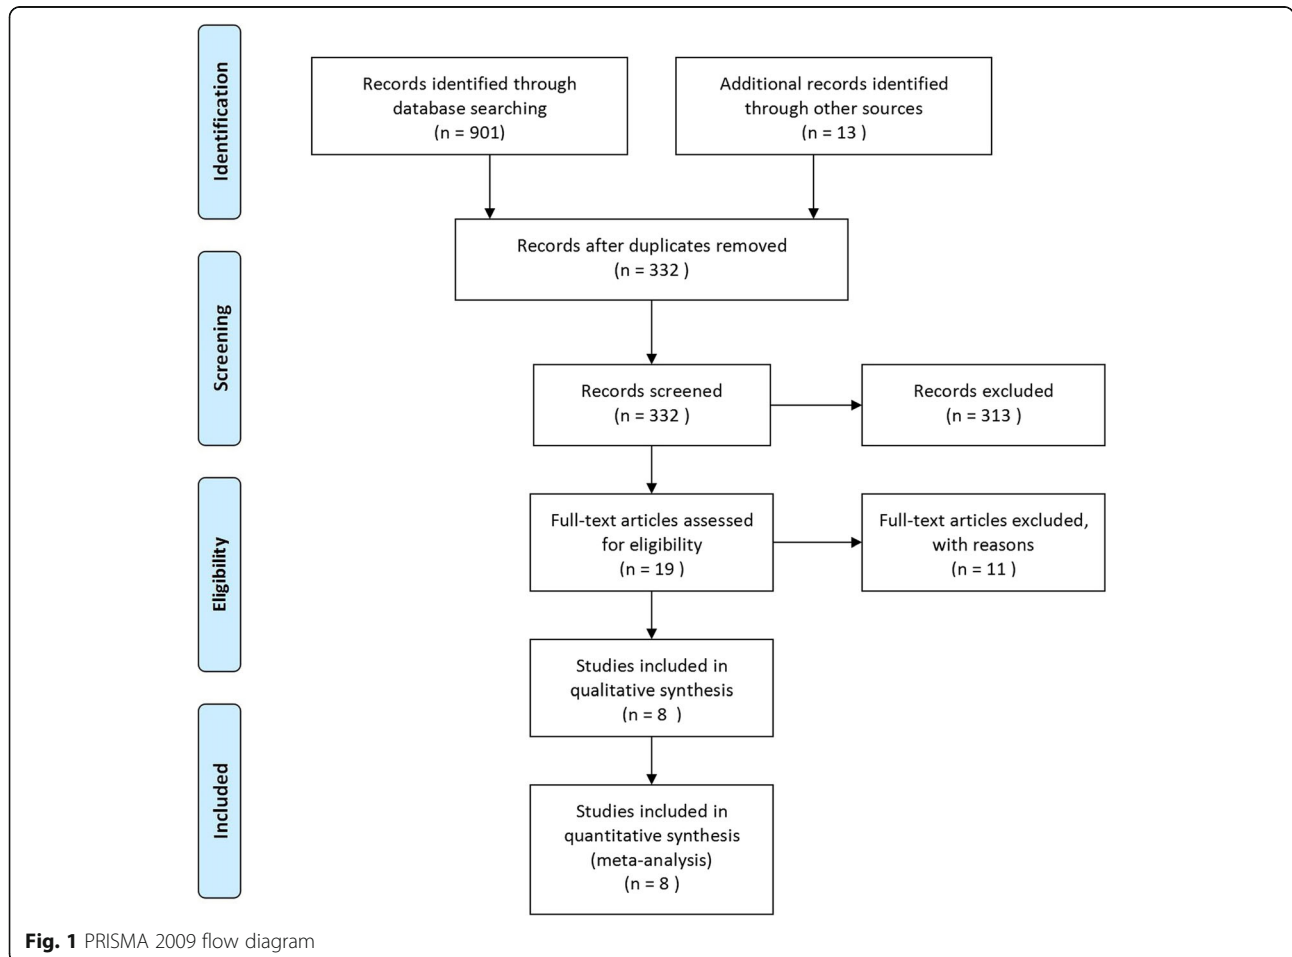 Identification
Records identified through
database searching
(n = 901)
Additional records identified
through other sources
(n = 13 )
Records after duplicates removed
(n = 332 )
Screening
Records screened
(n = 332 )
Records excluded
(n = 313 )
Eligibility
Full-text articles assessed
for eligibility
(n = 19 )
Full-text articles excluded,
with reasons
(n = 11 )
Studies included in
qualitative synthesis
(n = 8 )
Included
Studies included in
quantitative synthesis
(meta-analysis)
(n = 8 )
Fig. 1 PRISMA 2009 flow diagram